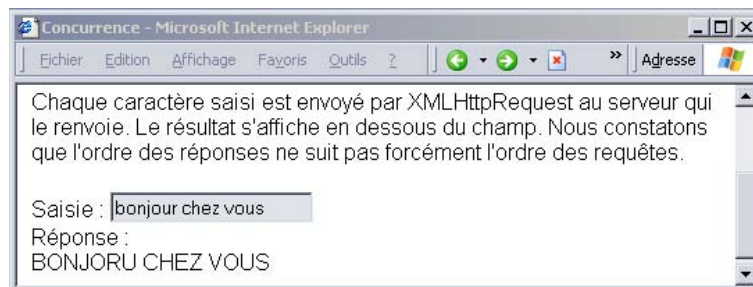 Concurrence - Microsoft Internet Explorer
Fichier Edition Affichage Favoris Outils ? » Adresse
Chaque caractère saisi est envoyé par XMLHttpRequest au serveur qui
le renvoie. Le résultat s'affiche en dessous du champ. Nous constatons
que l'ordre des réponses ne suit pas forcément l'ordre des requêtes.
Saisie : bonjour chez vous
Réponse :
BONJORU CHEZ VOUS